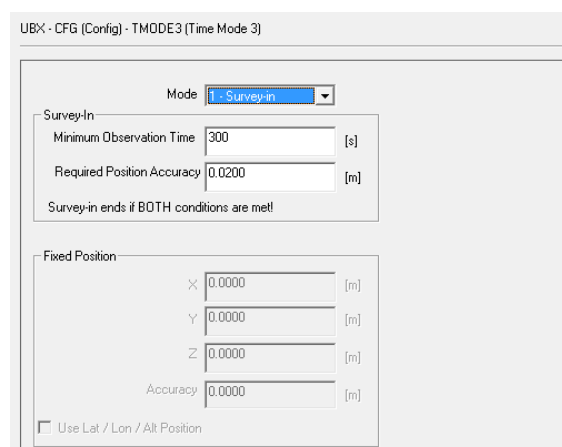 UBX - CFG (Config) - TMODE3 (Time Mode 3)
Mode 1 - Survey-in
Survey-In
Minimum Observation Time 300 [s]
Required Position Accuracy 0.0200 [m]
Survey-in ends if BOTH conditions are met!
Fixed Position
X 0.0000 [m]
Y 0.0000 [m]
Z 0.0000 [m]
Accuracy 0.0000 [m]
Use Lat / Lon / Alt Position